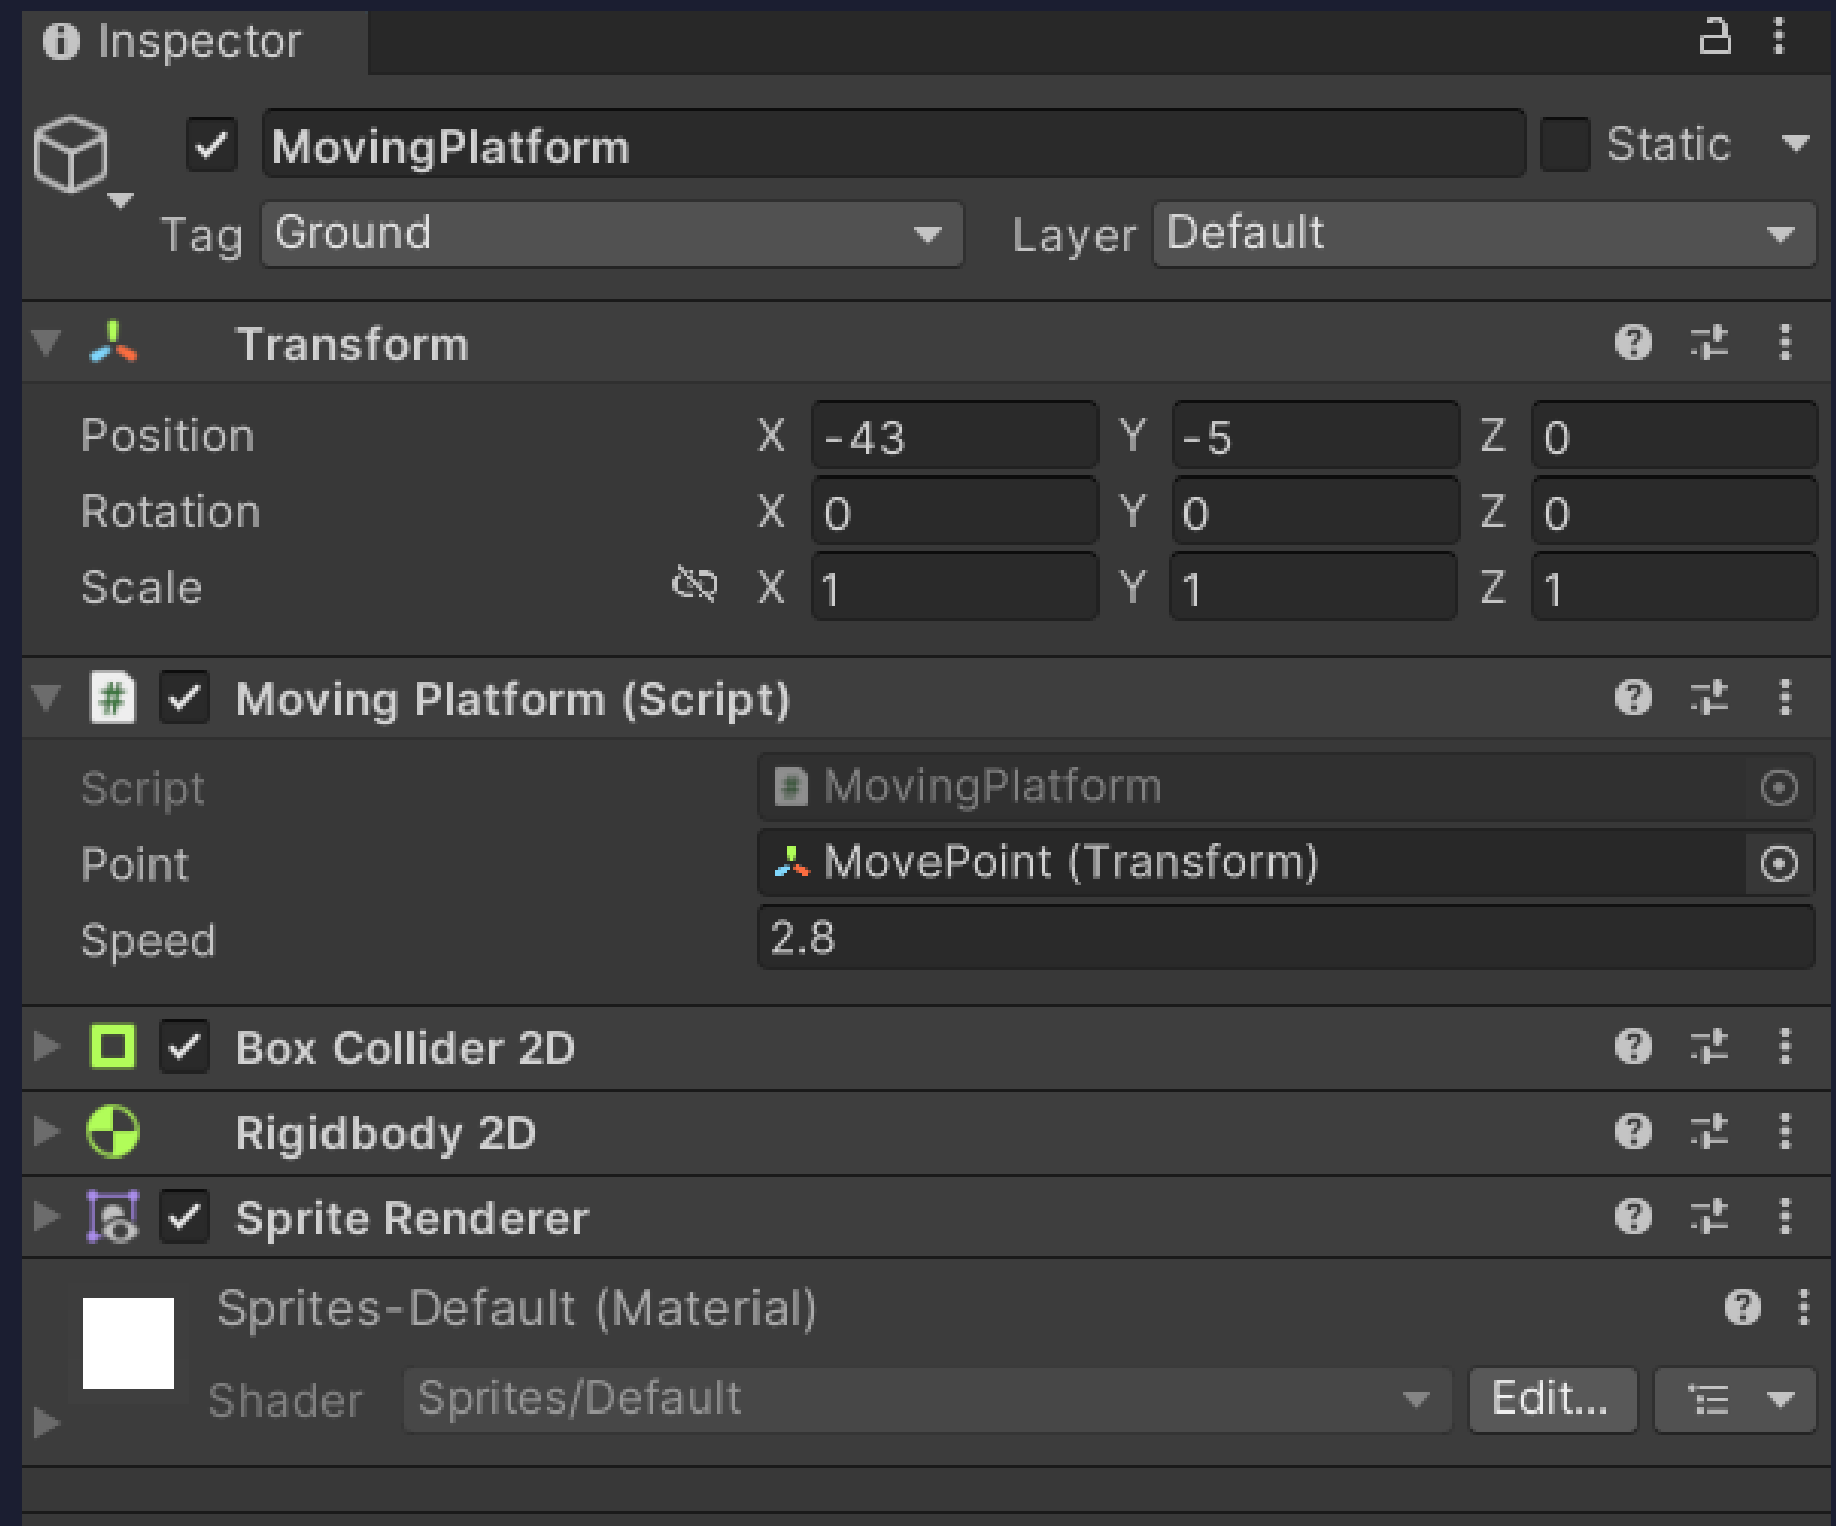 Inspector
MovingPlatform Static
Tag Ground Layer Default
Transform
Position X -43 Y -5 Z 0
Rotation X 0 Y 0 Z 0
Scale X 1 Y 1 Z 1
# Moving Platform (Script)
Script # MovingPlatform
Point MovePoint (Transform)
Speed 2.8
Box Collider 2D
Rigidbody 2D
Sprite Renderer
Sprites-Default (Material)
Shader Sprites/Default Edit...